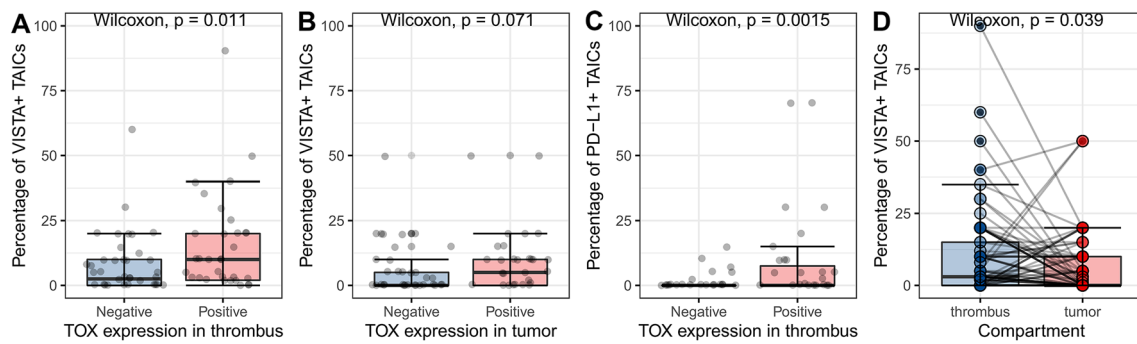 A
Wilcoxon, p = 0.011
Percentage of VISTA+ TAICs
100
75
50
25
0
Negative
Positive
TOX expression in thrombus
B
Wilcoxon, p = 0.071
Percentage of VISTA+ TAICs
100
75
50
25
0
Negative
Positive
TOX expression in tumor
C
Wilcoxon, p = 0.0015
Percentage of PD−L1+ TAICs
100
75
50
25
0
Negative
Positive
TOX expression in thrombus
D
Wilcoxon, p = 0.039
Percentage of VISTA+ TAICs
75
50
25
0
thrombus
tumor
Compartment